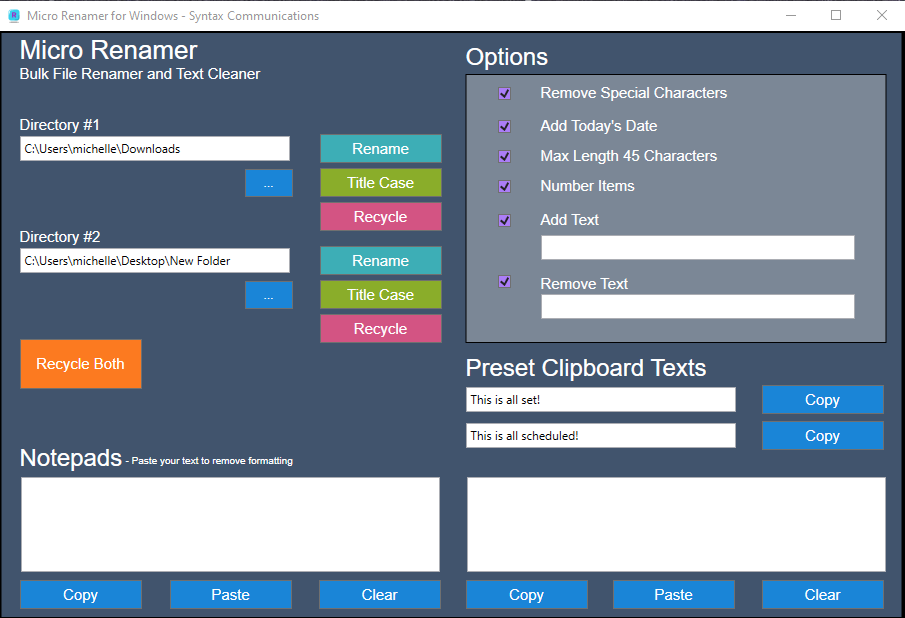 Micro Renamer for Windows - Syntax Communications
Micro Renamer
Bulk File Renamer and Text Cleaner
Directory #1
C:\Users\michelle\Downloads
...
Rename
Title Case
Recycle
Directory #2
C:\Users\michelle\Desktop\New Folder
...
Rename
Title Case
Recycle
Recycle Both
Options
Remove Special Characters
Add Today's Date
Max Length 45 Characters
Number Items
Add Text
Remove Text
Preset Clipboard Texts
This is all set!
Copy
This is all scheduled!
Copy
Notepads - Paste your text to remove formatting
Copy
Paste
Clear
Copy
Paste
Clear